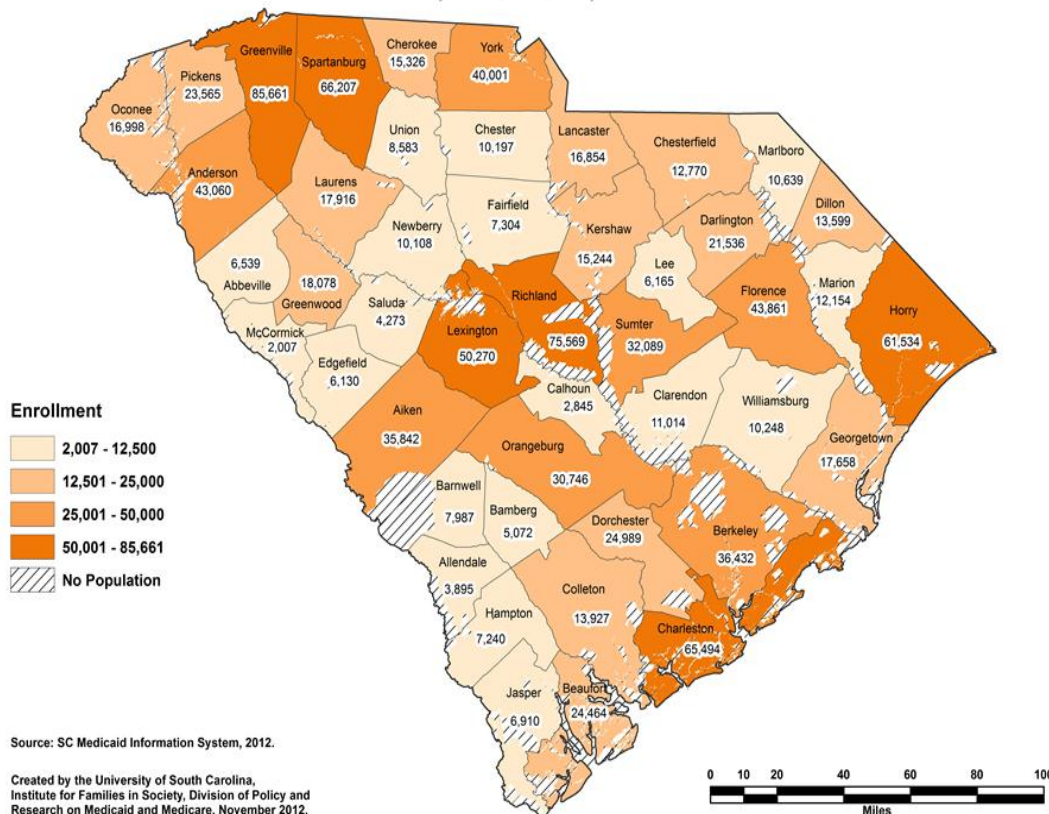 Greenville
85,661
Spartanburg
66,207
Cherokee
15,326
York
40,001
Pickens
23,565
Oconee
16,998
Anderson
43,060
Union
8,583
Chester
10,197
Lancaster
16,854
Chesterfield
12,770
Marlboro
10,639
Dillon
13,599
Laurens
17,916
Newberry
10,108
Fairfield
7,304
Kershaw
15,244
Darlington
21,536
Lee
6,165
Florence
43,861
Marion
12,154
Horry
61,534
6,539
Abbeville
18,078
Greenwood
Saluda
4,273
Lexington
50,270
Richland
75,569
Sumter
32,089
McCormick
2,007
Edgefield
6,130
Calhoun
2,845
Clarendon
11,014
Williamsburg
10,248
Georgetown
17,658
Aiken
35,842
Orangeburg
30,746
Barnwell
7,987
Bamberg
5,072
Dorchester
24,989
Berkeley
36,432
Allendale
3,895
Hampton
7,240
Colleton
13,927
Charleston
65,494
Jasper
6,910
Beaufort
24,464
Enrollment
2,007 - 12,500
12,501 - 25,000
25,001 - 50,000
50,001 - 85,661
No Population
Source: SC Medicaid Information System, 2012.
Created by the University of South Carolina,
Institute for Families in Society, Division of Policy and
Research on Medicaid and Medicare, November 2012.
0 10 20 40 60 80 100
Miles